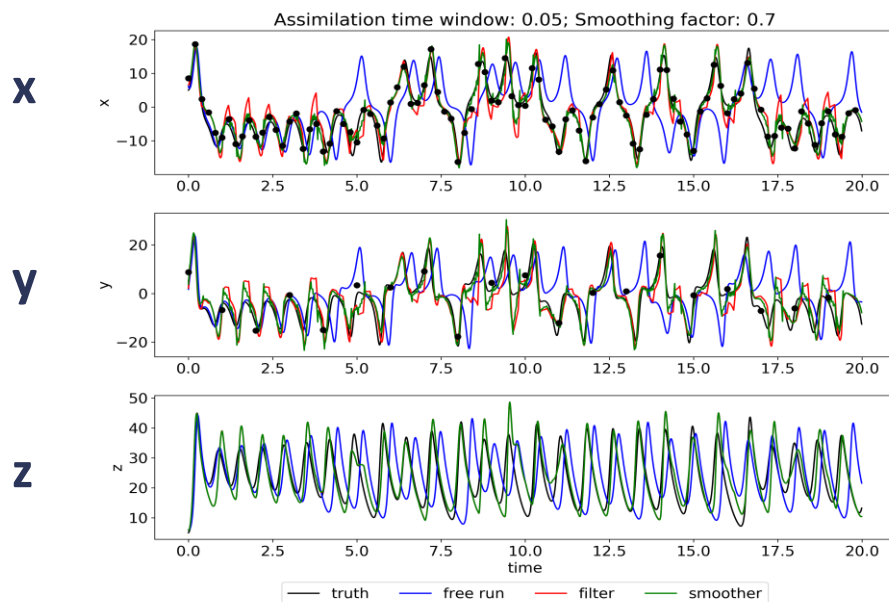 Assimilation time window: 0.05; Smoothing factor: 0.7
x
x
20
10
0
−10
0.0 2.5 5.0 7.5 10.0 12.5 15.0 17.5 20.0
y
y
20
0
−20
0.0 2.5 5.0 7.5 10.0 12.5 15.0 17.5 20.0
z
z
50
40
30
20
10
0.0 2.5 5.0 7.5 10.0 12.5 15.0 17.5 20.0
time
truth free run filter smoother